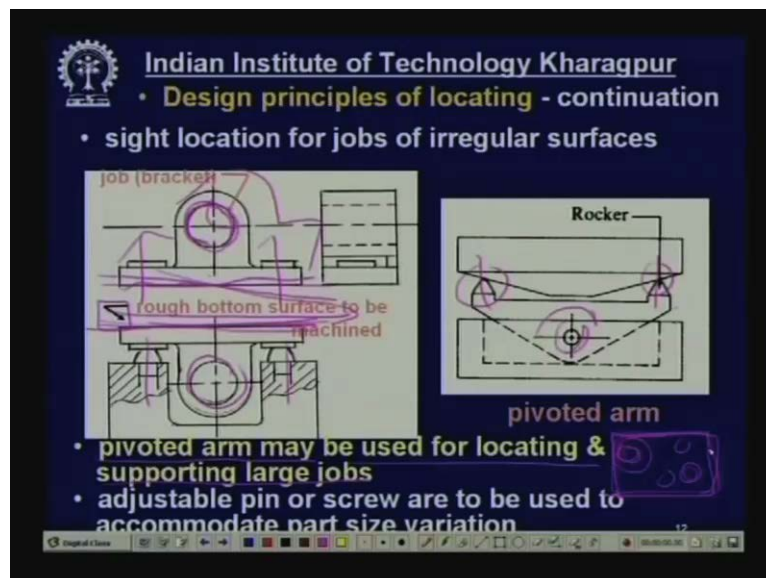 Indian Institute of Technology Kharagpur
• Design principles of locating - continuation
• sight location for jobs of irregular surfaces
job (bracket)
Rocker
rough bottom surface to be
machined
pivoted arm
• pivoted arm may be used for locating &
supporting large jobs
• adjustable pin or screw are to be used to
accommodate part size variation
12
Digital Class